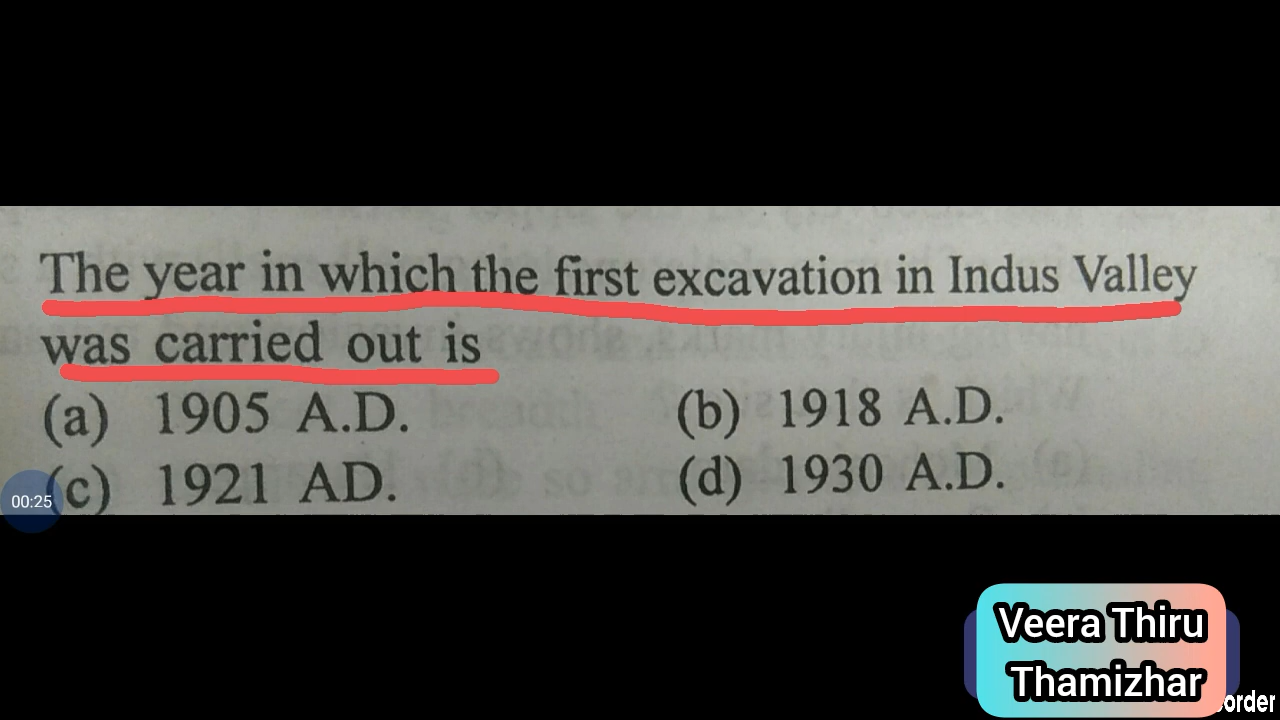 The year in which the first excavation in Indus Valley
was carried out is
(a) 1905 A.D. (b) 1918 A.D.
(c) 1921 AD. (d) 1930 A.D.
00:25
Veera Thiru
Thamizhar